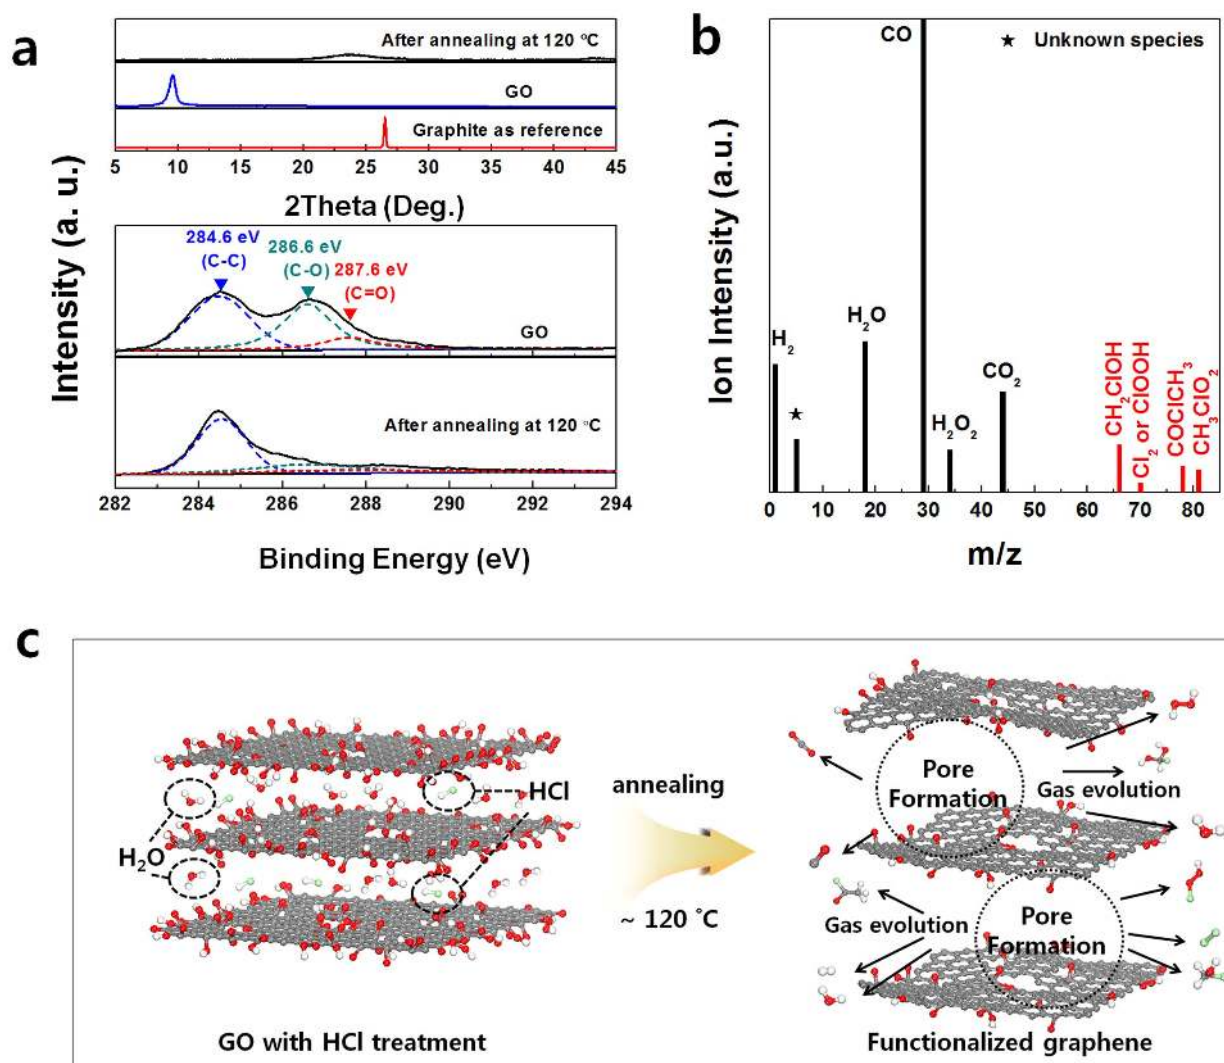 a
After annealing at 120 °C
GO
Graphite as reference
5 10 15 20 25 30 35 40 45
2Theta (Deg.)
Intensity (a. u.)
284.6 eV
(C-C)
286.6 eV
(C-O)
287.6 eV
(C=O)
GO
After annealing at 120 °C
282 284 286 288 290 292 294
Binding Energy (eV)
b
CO
★ Unknown species
Ion Intensity (a.u.)
H₂
★
H₂O
H₂O₂
CO₂
CH₂ClOH
Cl₂ or ClOOH
COClCH₃
CH₃ClO₂
0 10 20 30 40 50 60 70 80
m/z
c
HCl
H₂O
GO with HCl treatment
annealing
~ 120 °C
Pore
Formation
Gas evolution
Gas evolution
Pore
Formation
Functionalized graphene